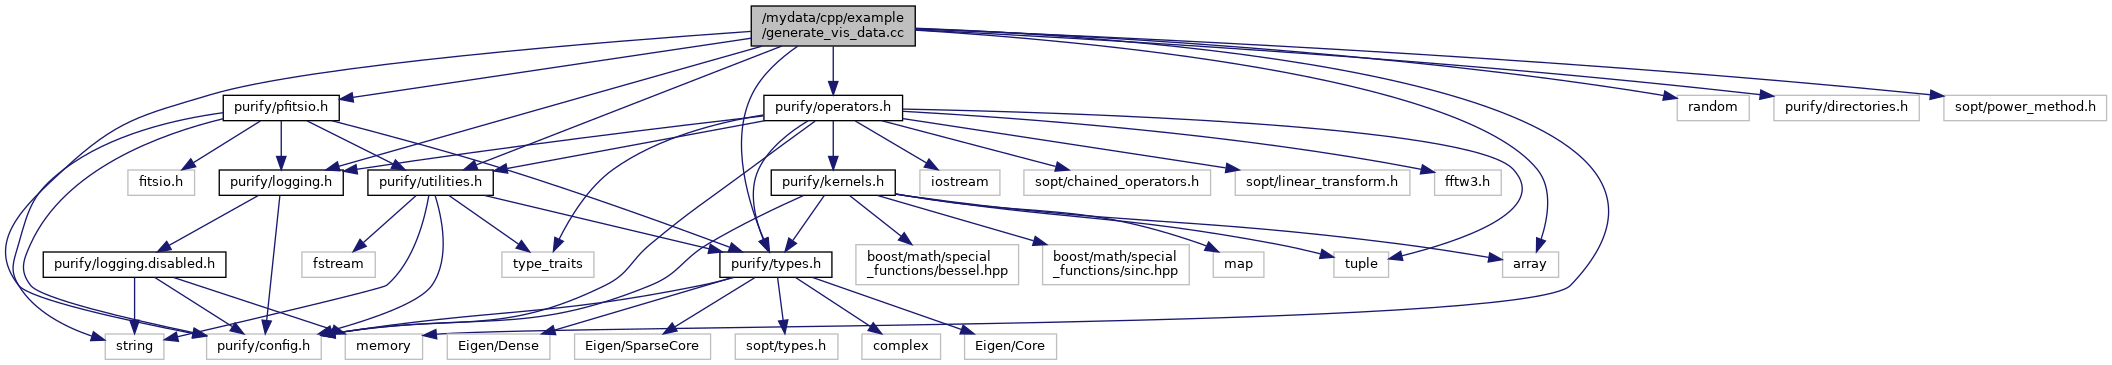 /mydata/cpp/example
/generate_vis_data.cc
purify/pfitsio.h
purify/operators.h
random
purify/directories.h
sopt/power_method.h
fitsio.h
purify/logging.h
purify/utilities.h
purify/kernels.h
iostream
sopt/chained_operators.h
sopt/linear_transform.h
fftw3.h
purify/logging.disabled.h
fstream
type_traits
purify/types.h
boost/math/special
_functions/bessel.hpp
boost/math/special
_functions/sinc.hpp
map
tuple
array
string
purify/config.h
memory
Eigen/Dense
Eigen/SparseCore
sopt/types.h
complex
Eigen/Core